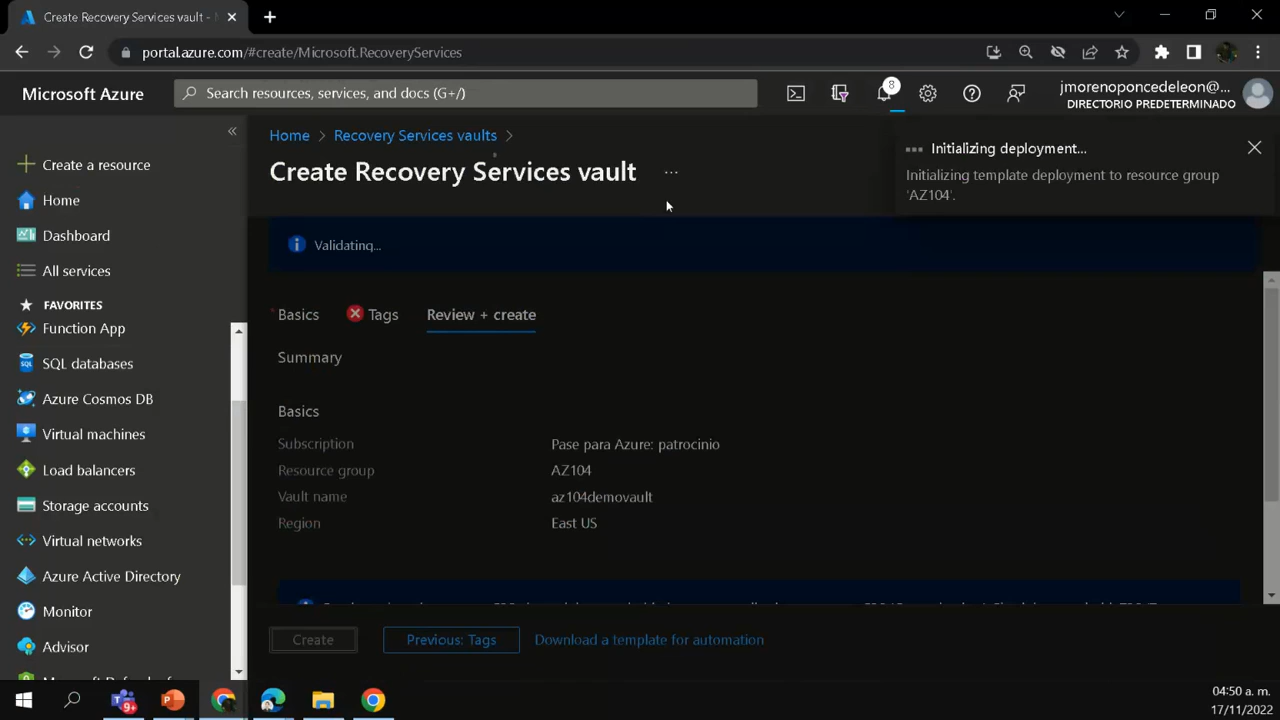 Create Recovery Services vault -
portal.azure.com/#create/Microsoft.RecoveryServices
Microsoft Azure
Search resources, services, and docs (G+/)
8
jmorenoponcedeleon@...
DIRECTORIO PREDETERMINADO
Create a resource
Home
Dashboard
All services
FAVORITES
Function App
SQL databases
Azure Cosmos DB
Virtual machines
Load balancers
Storage accounts
Virtual networks
Azure Active Directory
Monitor
Advisor
Home > Recovery Services vaults >
Create Recovery Services vault ...
Initializing deployment...
Initializing template deployment to resource group
'AZ104'.
Validating...
* Basics Tags Review + create
Summary
Basics
Subscription Pase para Azure: patrocinio
Resource group AZ104
Vault name az104demovault
Region East US
Create Previous: Tags Download a template for automation
9+
04:50 a. m.
17/11/2022